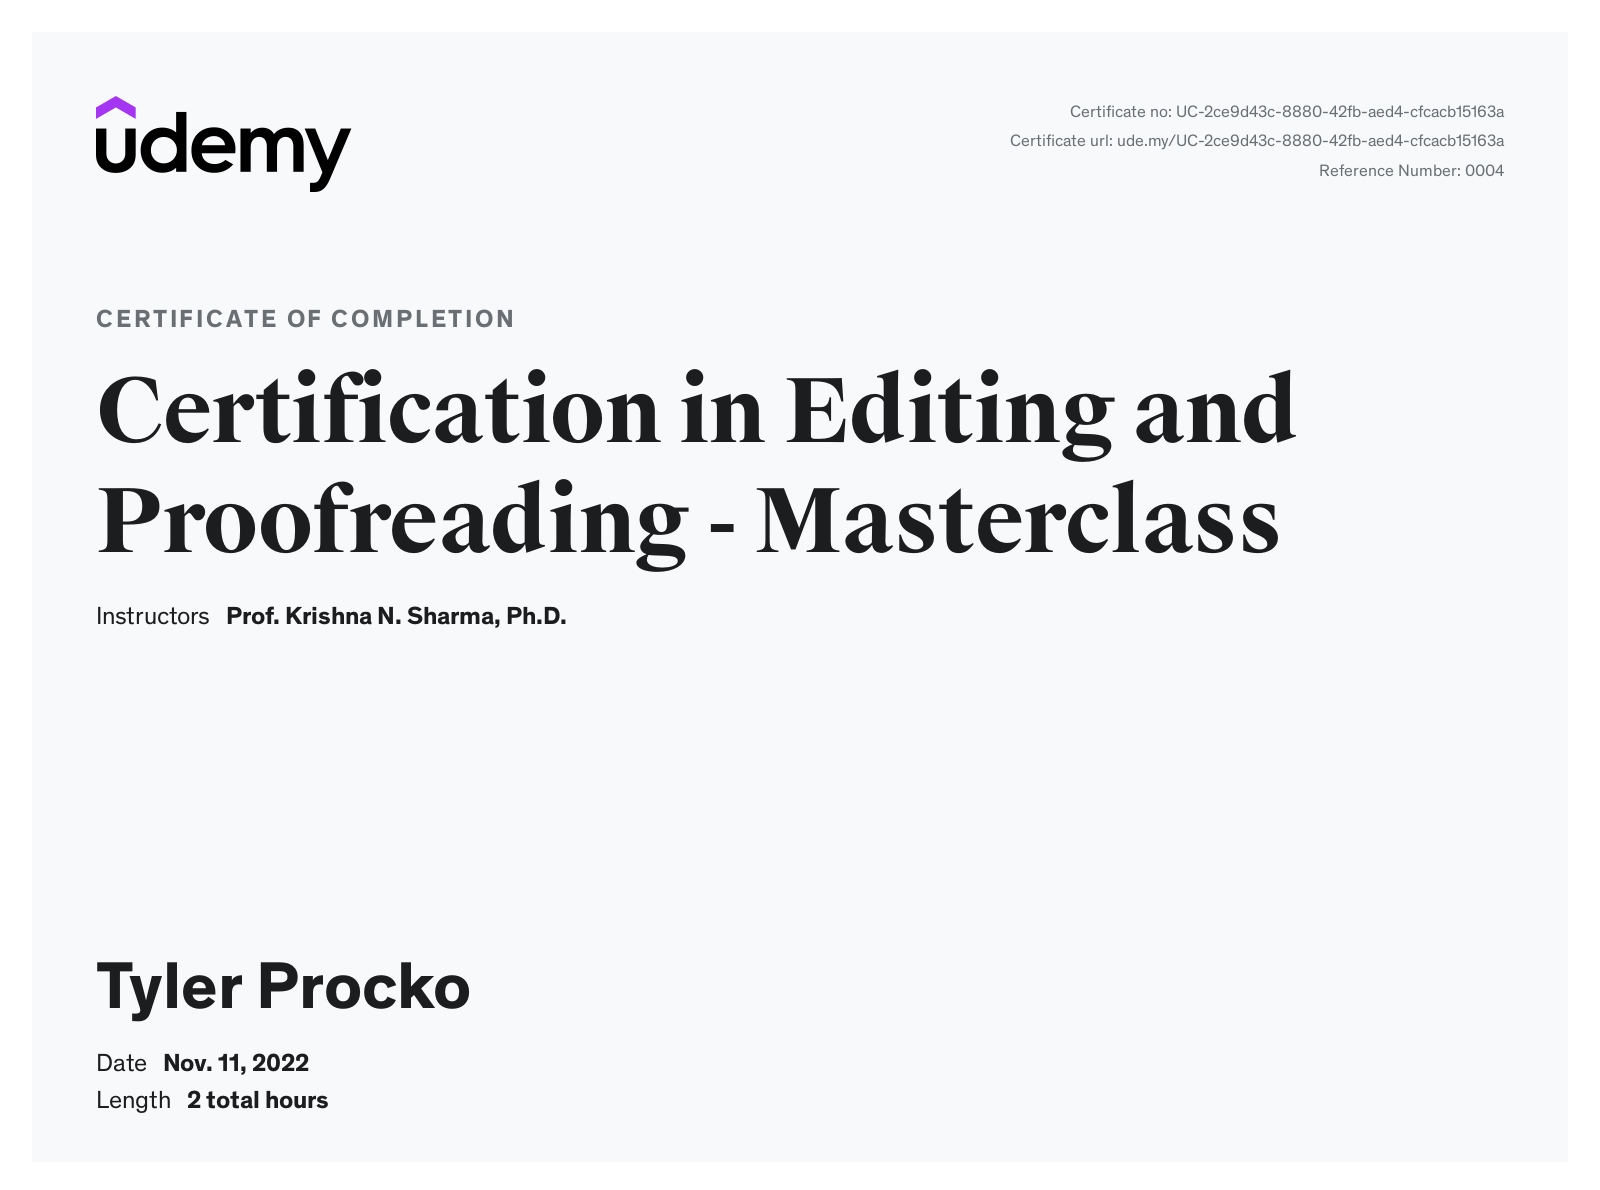 udemy
Certificate no: UC-2ce9d43c-8880-42fb-aed4-cfcacb15163a
Certificate url: ude.my/UC-2ce9d43c-8880-42fb-aed4-cfcacb15163a
Reference Number: 0004
CERTIFICATE OF COMPLETION
Certification in Editing and
Proofreading - Masterclass
Instructors Prof. Krishna N. Sharma, Ph.D.
Tyler Procko
Date Nov. 11, 2022
Length 2 total hours